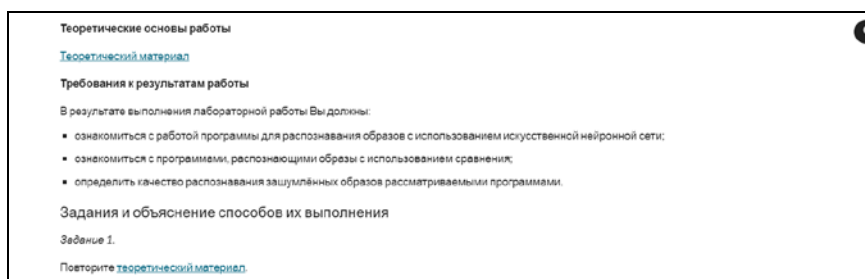 Теоретические основы работы
Теоретический материал
Требования к результатам работы
В результате выполнения лабораторной работы Вы должны:
▪ ознакомиться с работой программы для распознавания образов с использованием искусственной нейронной сети;
▪ ознакомиться с программами, распознающими образы с использованием сравнения;
▪ определить качество распознавания зашумлённых образов рассматриваемыми программами.
Задания и объяснение способов их выполнения
Задание 1.
Повторите теоретический материал.